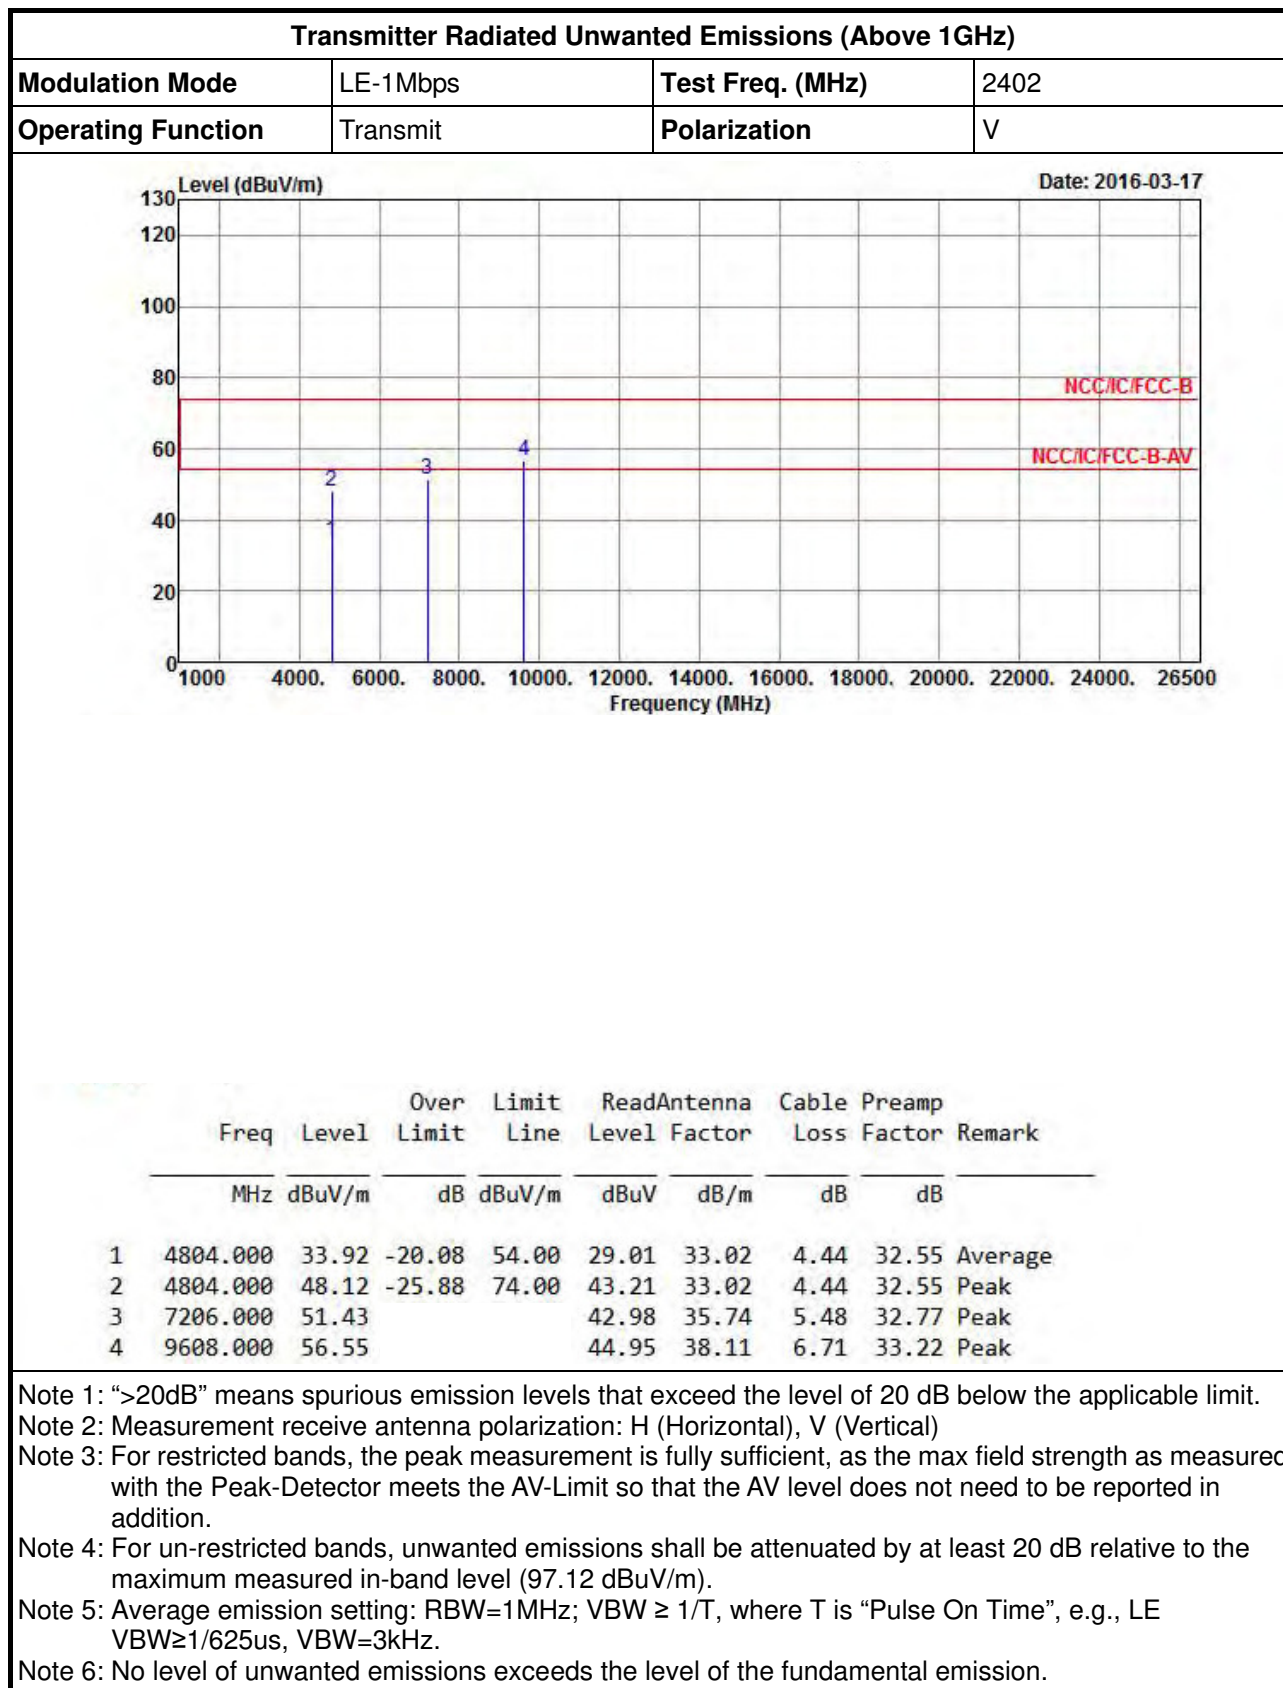 Transmitter Radiated Unwanted Emissions (Above 1GHz)
Modulation Mode LE-1Mbps Test Freq. (MHz) 2402
Operating Function Transmit Polarization V
Level (dBuV/m) Date: 2016-03-17
130
120
100
80
NCC/IC/FCC-B
60
4
NCC/IC/FCC-B-AV
3
2
40
1
20
0
1000 4000. 6000. 8000. 10000. 12000. 14000. 16000. 18000. 20000. 22000. 24000. 26500
Frequency (MHz)
Over Limit ReadAntenna Cable Preamp
Freq Level Limit Line Level Factor Loss Factor Remark
MHz dBuV/m dB dBuV/m dBuV dB/m dB dB
1 4804.000 33.92 -20.08 54.00 29.01 33.02 4.44 32.55 Average
2 4804.000 48.12 -25.88 74.00 43.21 33.02 4.44 32.55 Peak
3 7206.000 51.43 42.98 35.74 5.48 32.77 Peak
4 9608.000 56.55 44.95 38.11 6.71 33.22 Peak
Note 1: “>20dB” means spurious emission levels that exceed the level of 20 dB below the applicable limit.
Note 2: Measurement receive antenna polarization: H (Horizontal), V (Vertical)
Note 3: For restricted bands, the peak measurement is fully sufficient, as the max field strength as measured
with the Peak-Detector meets the AV-Limit so that the AV level does not need to be reported in
addition.
Note 4: For un-restricted bands, unwanted emissions shall be attenuated by at least 20 dB relative to the
maximum measured in-band level (97.12 dBuV/m).
Note 5: Average emission setting: RBW=1MHz; VBW ≥ 1/T, where T is “Pulse On Time”, e.g., LE
VBW≥1/625us, VBW=3kHz.
Note 6: No level of unwanted emissions exceeds the level of the fundamental emission.